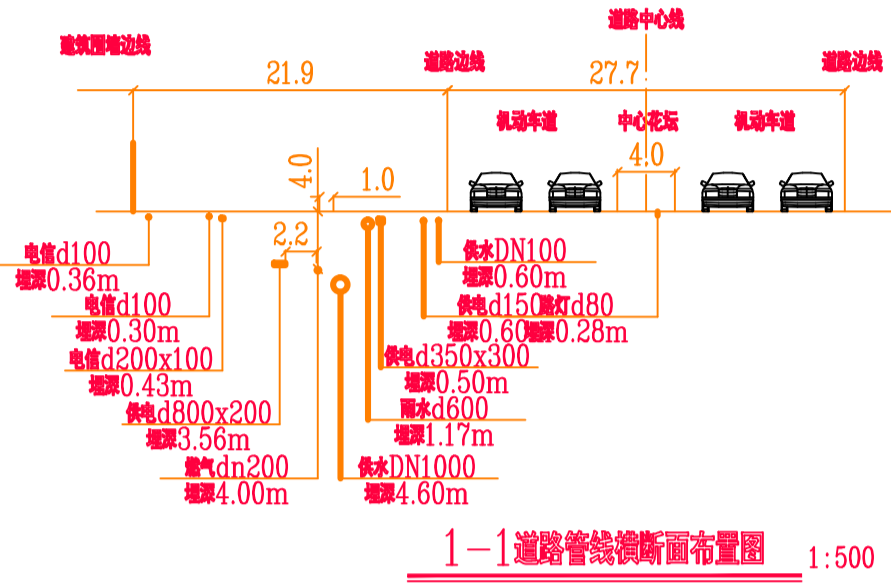 道路中心线
建筑围墙边线
道路边线
道路边线
21.9
27.7
机动车道
中心花坛
机动车道
4.0
4.0
1.0
2.2
电信d100
埋深0.36m
电信d100
埋深0.30m
电信d200x100
埋深0.43m
供电d800x200
埋深3.56m
燃气dn200
埋深4.00m
供水DN100
埋深0.60m
供电d150
埋深0.60
路灯d80
埋深0.28m
供电d350x300
埋深0.50m
雨水d600
埋深1.17m
供水DN1000
埋深4.60m
1-1道路管线横断面布置图
1:500